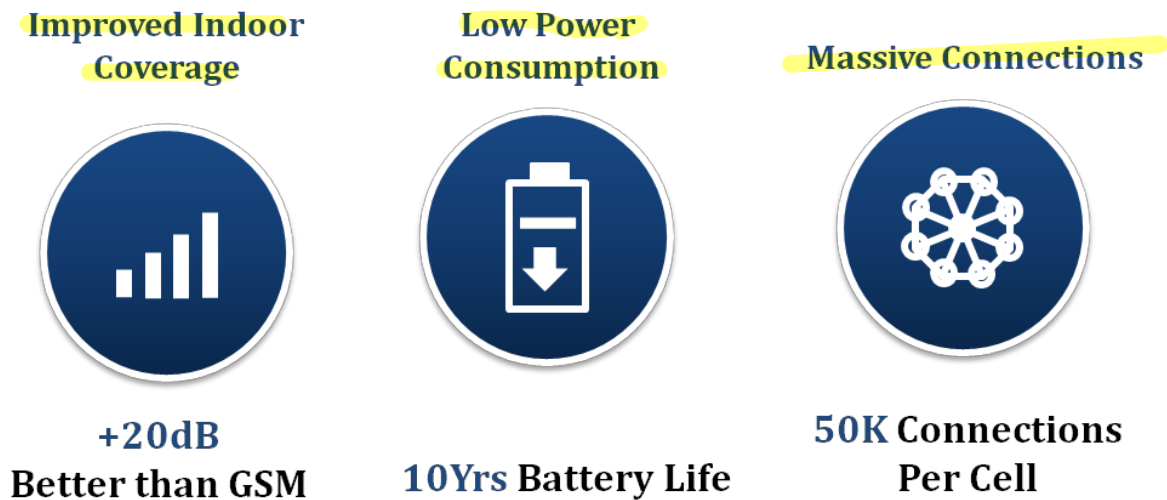 Improved Indoor
Coverage
+20dB
Better than GSM
Low Power
Consumption
10Yrs Battery Life
Massive Connections
50K Connections
Per Cell